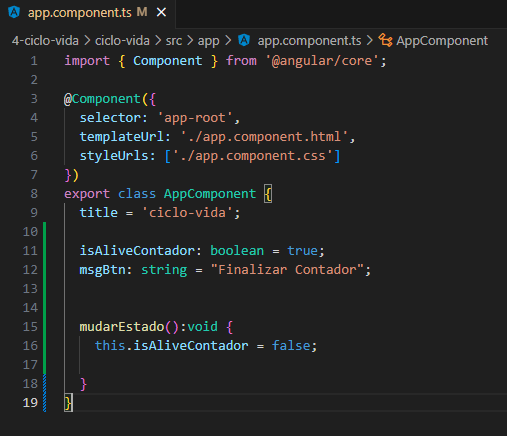 app.component.ts M ×
4-ciclo-vida > ciclo-vida > src > app > app.component.ts > AppComponent
1 import { Component } from '@angular/core';
2
3 @Component({
4   selector: 'app-root',
5   templateUrl: './app.component.html',
6   styleUrls: ['./app.component.css']
7 })
8 export class AppComponent {
9   title = 'ciclo-vida';
10
11   isAliveContador: boolean = true;
12   msgBtn: string = "Finalizar Contador";
13
14
15   mudarEstado():void {
16     this.isAliveContador = false;
17
18   }
19 }